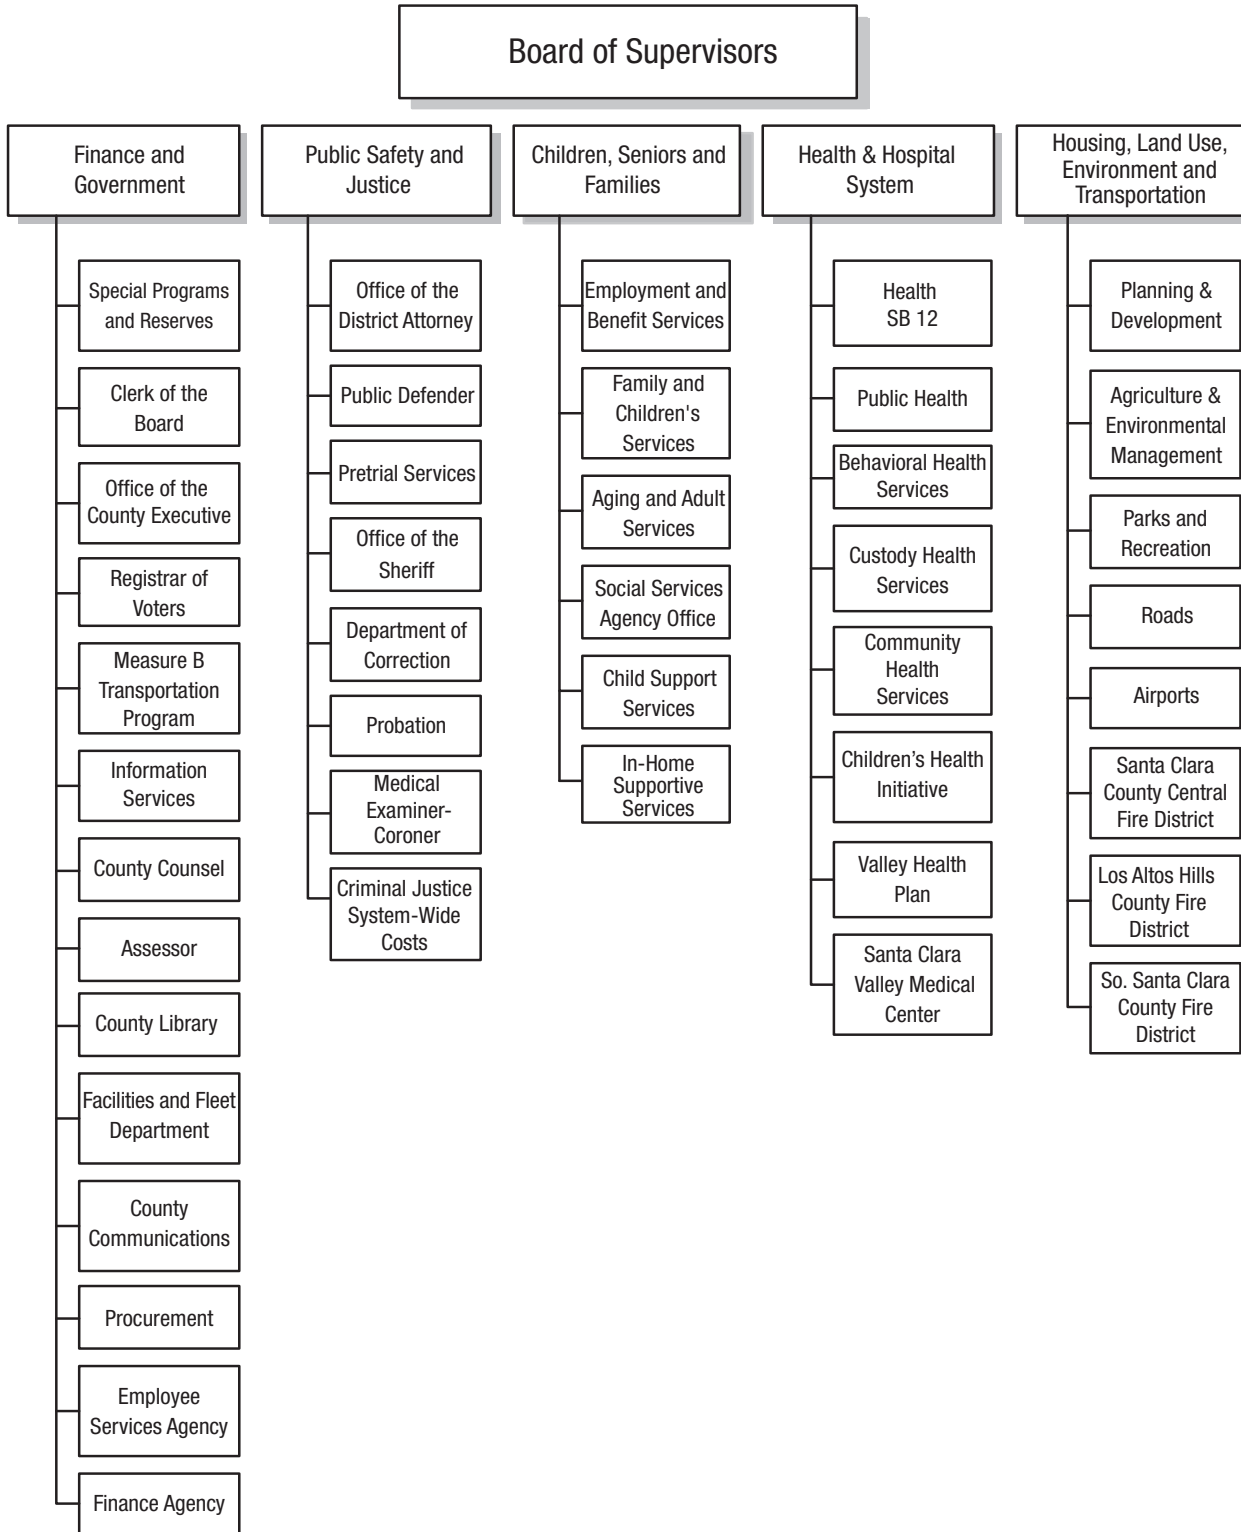 Board of Supervisors
Finance and
Government
Special Programs
and Reserves
Clerk of the
Board
Office of the
County Executive
Registrar of
Voters
Measure B
Transportation
Program
Information
Services
County Counsel
Assessor
County Library
Facilities and Fleet
Department
County
Communications
Procurement
Employee
Services Agency
Finance Agency
Public Safety and
Justice
Office of the
District Attorney
Public Defender
Pretrial Services
Office of the
Sheriff
Department of
Correction
Probation
Medical
Examiner-
Coroner
Criminal Justice
System-Wide
Costs
Children, Seniors and
Families
Employment and
Benefit Services
Family and
Children's
Services
Aging and Adult
Services
Social Services
Agency Office
Child Support
Services
In-Home
Supportive
Services
Health & Hospital
System
Health
SB 12
Public Health
Behavioral Health
Services
Custody Health
Services
Community
Health
Services
Children’s Health
Initiative
Valley Health
Plan
Santa Clara
Valley Medical
Center
Housing, Land Use,
Environment and
Transportation
Planning &
Development
Agriculture &
Environmental
Management
Parks and
Recreation
Roads
Airports
Santa Clara
County Central
Fire District
Los Altos Hills
County Fire
District
So. Santa Clara
County Fire
District